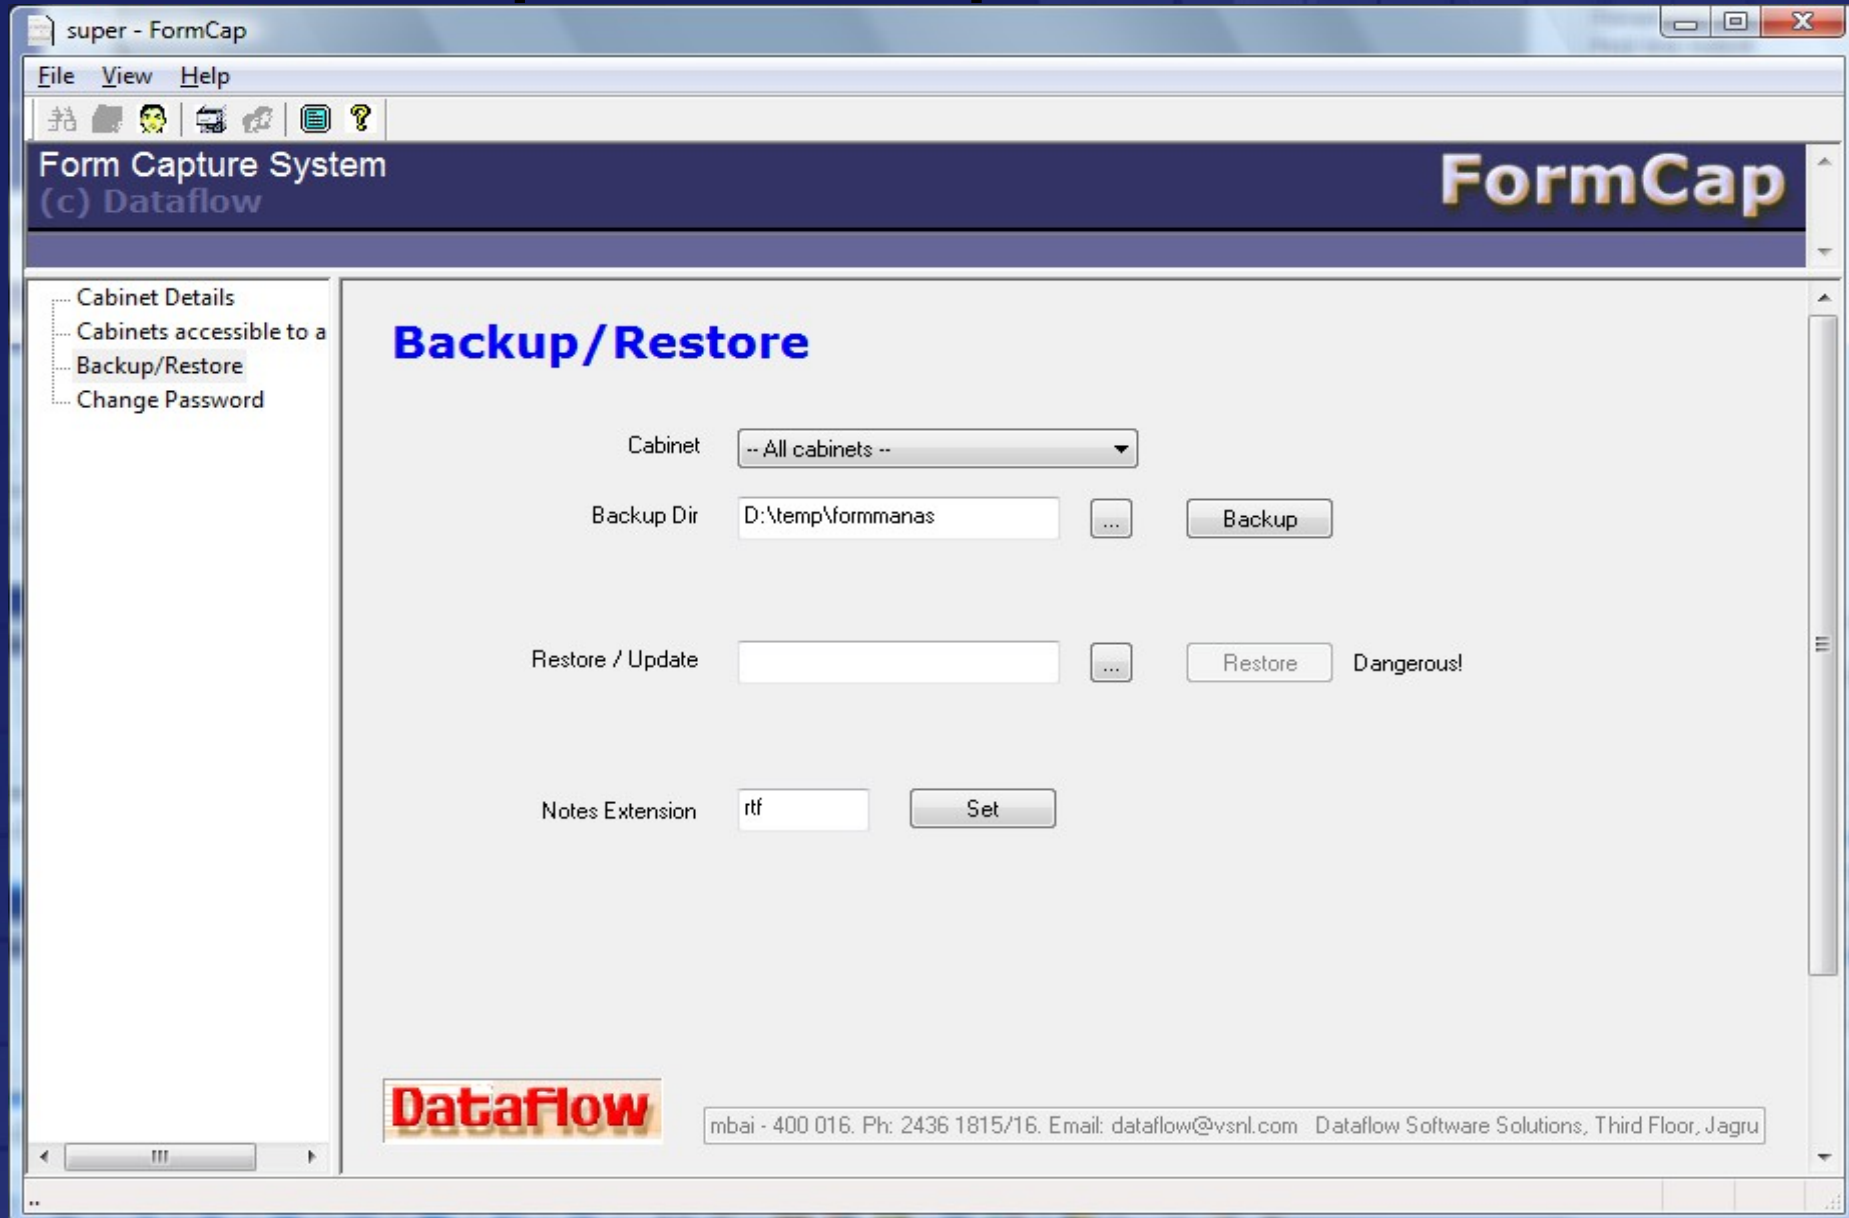 super - FormCap
File View Help
Form Capture System
(c) Dataflow
FormCap
Cabinet Details
Cabinets accessible to a
Backup/Restore
Change Password
Backup/Restore
Cabinet -- All cabinets --
Backup Dir D:\temp\formmanas ... Backup
Restore / Update ... Restore Dangerous!
Notes Extension rtf Set
Dataflow
mbai - 400 016. Ph: 2436 1815/16. Email: dataflow@vsnl.com Dataflow Software Solutions, Third Floor, Jagru
..